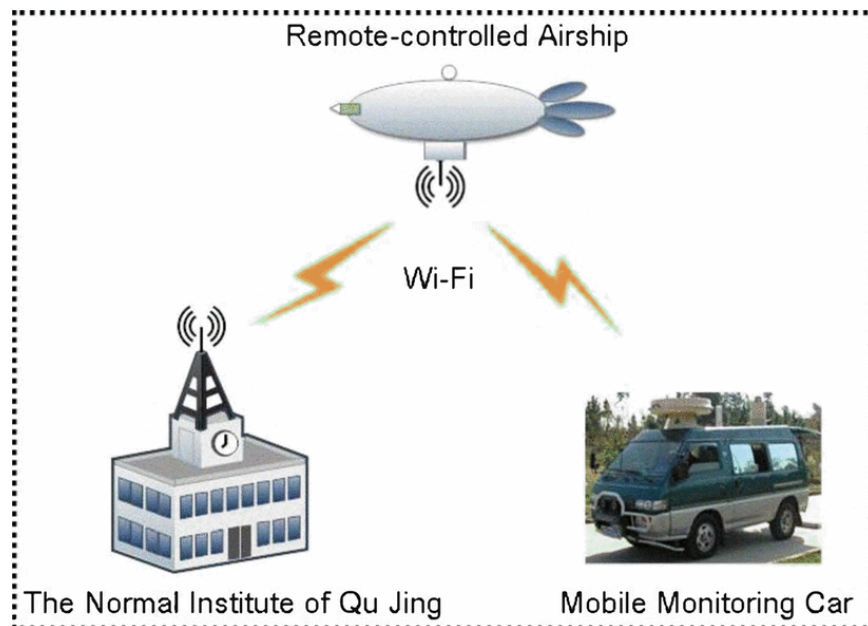 Remote-controlled Airship
Wi-Fi
The Normal Institute of Qu Jing
Mobile Monitoring Car